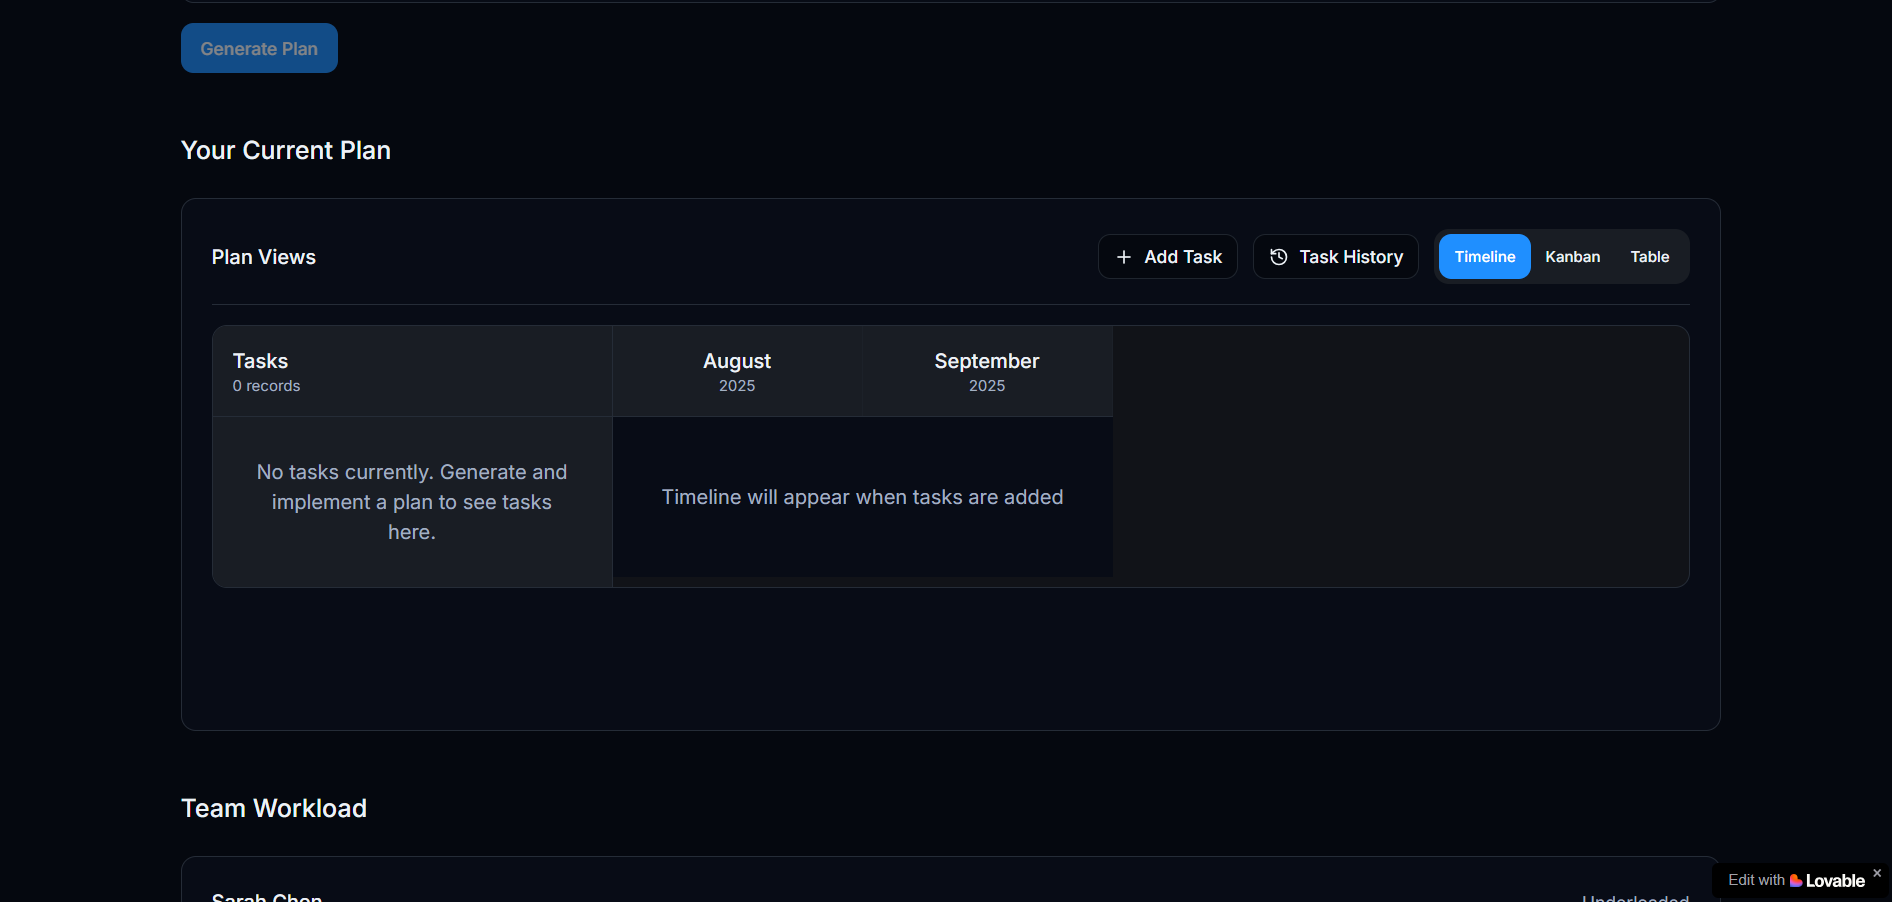 Generate Plan
Your Current Plan
Plan Views
Add Task
Task History
Timeline
Kanban
Table
Tasks
0 records
August
2025
September
2025
No tasks currently. Generate and
implement a plan to see tasks
here.
Timeline will appear when tasks are added
Team Workload
Sarah Chen
Underloaded
Edit with Lovable